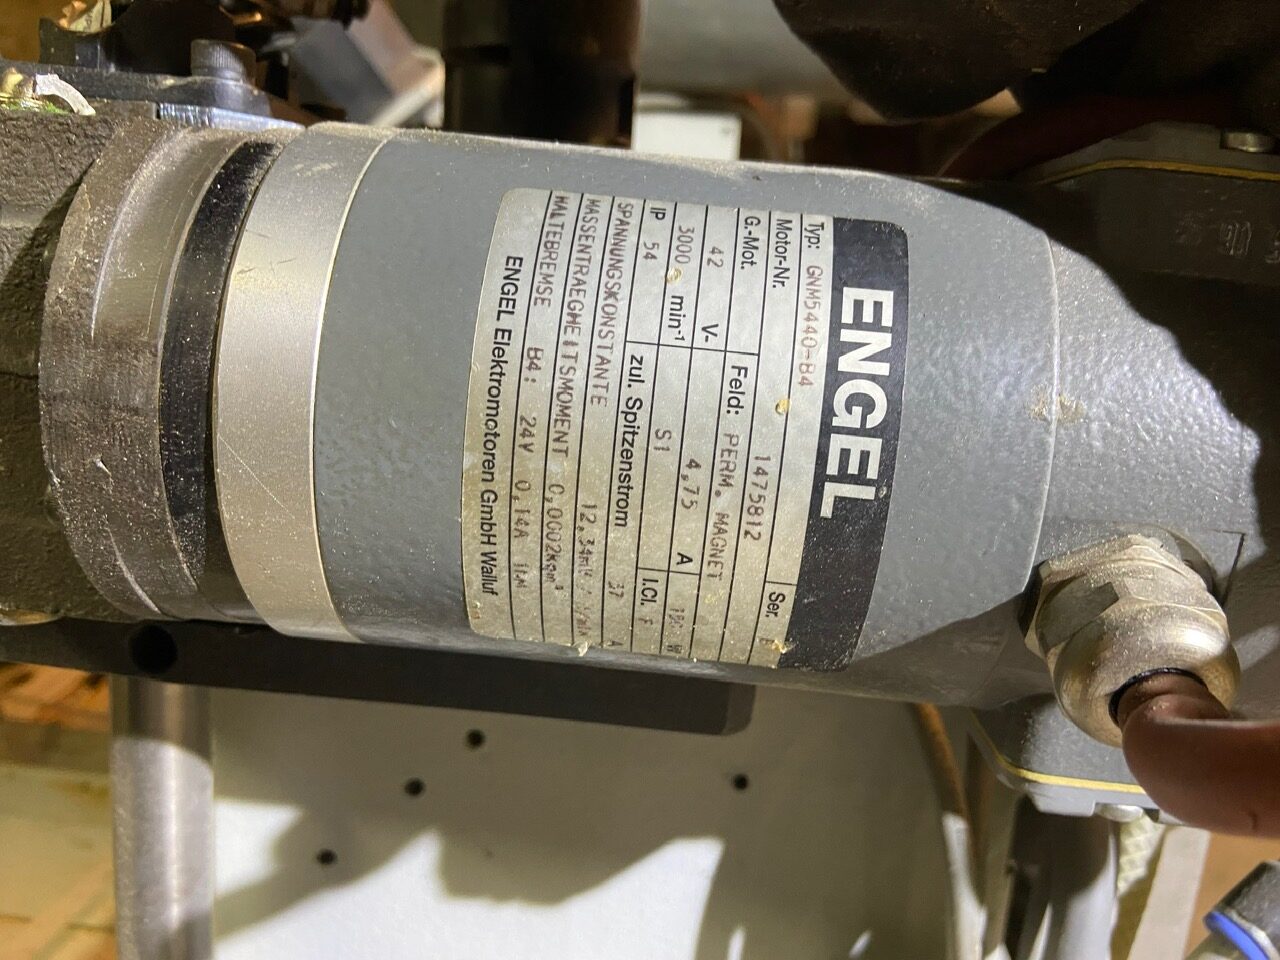 ENGEL
Typ: GNM5440-B4
Motor-Nr. 1475812 Ser. E
G.-Mot. Feld: PERM. MAGNET
42 V- 4,75 A W
3000 min-1 S1
IP 54 zul. Spitzenstrom 37 A I.Cl. F
SPANNUNGSKONSTANTE
MASSENTRAEGHEITSMOMENT 0,0002kgm²
HALTEBREMSE B4: 24V 0,14A
ENGEL Elektromotoren GmbH Walluf